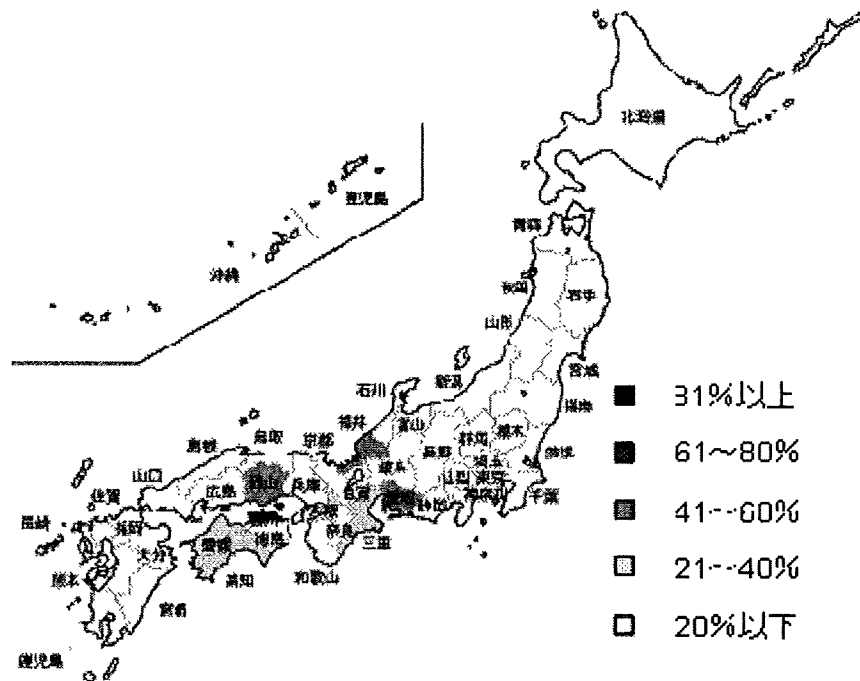 北海道
鹿児島
青森
沖縄
秋田
岩手
山形
宮城
石川
新潟
福島
福井
富山
鳥取
京都
島根
長野
群馬
栃木
茨城
岐阜
山口
広島
岡山
兵庫
滋賀
埼玉
山梨
東京
神奈川
千葉
佐賀
長崎
福岡
愛知
静岡
大阪
香川
奈良
三重
大分
愛媛
徳島
熊本
高知
和歌山
宮崎
鹿児島
31%以上
61～80%
41--60%
21--40%
20%以下